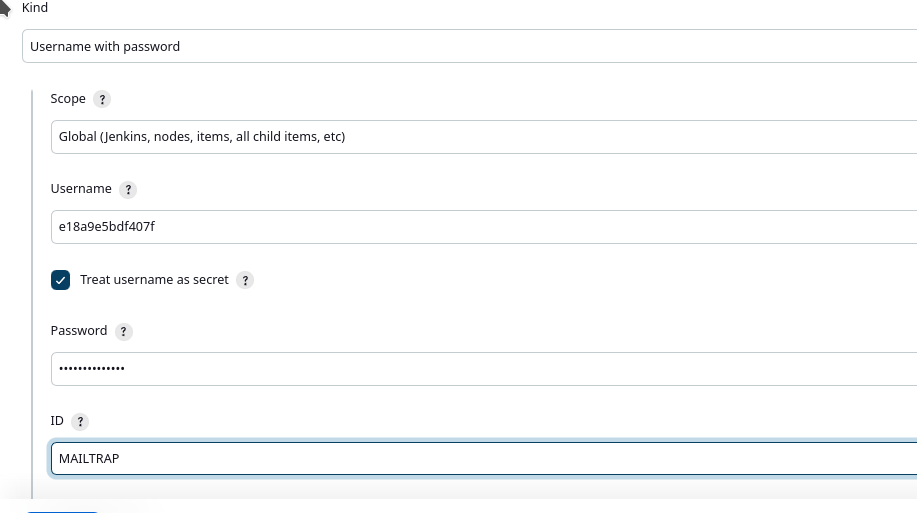 Kind
Username with password
Scope ?
Global (Jenkins, nodes, items, all child items, etc)
Username ?
e18a9e5bdf407f
Treat username as secret ?
Password ?
••••••••••••••
ID ?
MAILTRAP